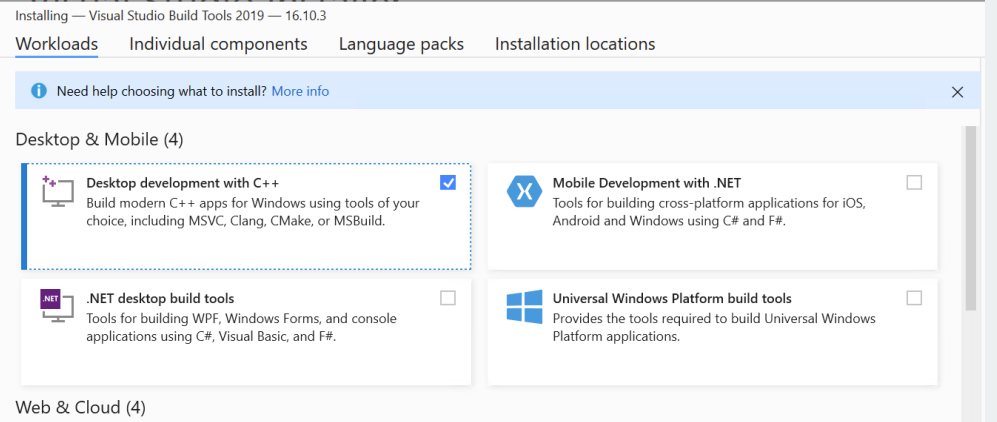 Installing — Visual Studio Build Tools 2019 — 16.10.3
Workloads Individual components Language packs Installation locations
Need help choosing what to install? More info
Desktop & Mobile (4)
Desktop development with C++
Build modern C++ apps for Windows using tools of your
choice, including MSVC, Clang, CMake, or MSBuild.
Mobile Development with .NET
Tools for building cross-platform applications for iOS,
Android and Windows using C# and F#.
.NET
.NET desktop build tools
Tools for building WPF, Windows Forms, and console
applications using C#, Visual Basic, and F#.
Universal Windows Platform build tools
Provides the tools required to build Universal Windows
Platform applications.
Web & Cloud (4)